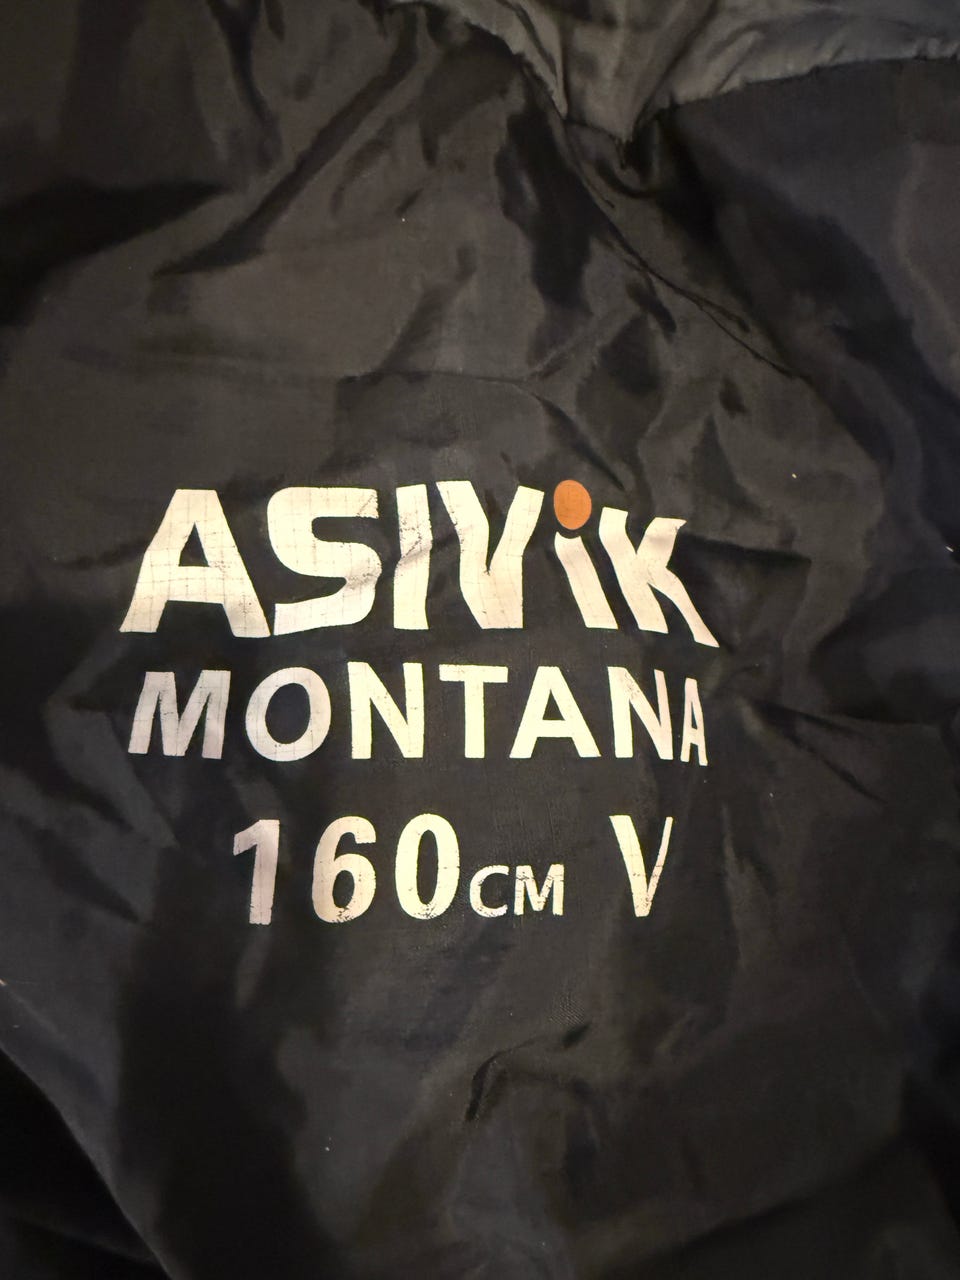 ASIViK
MONTANA
160CM V